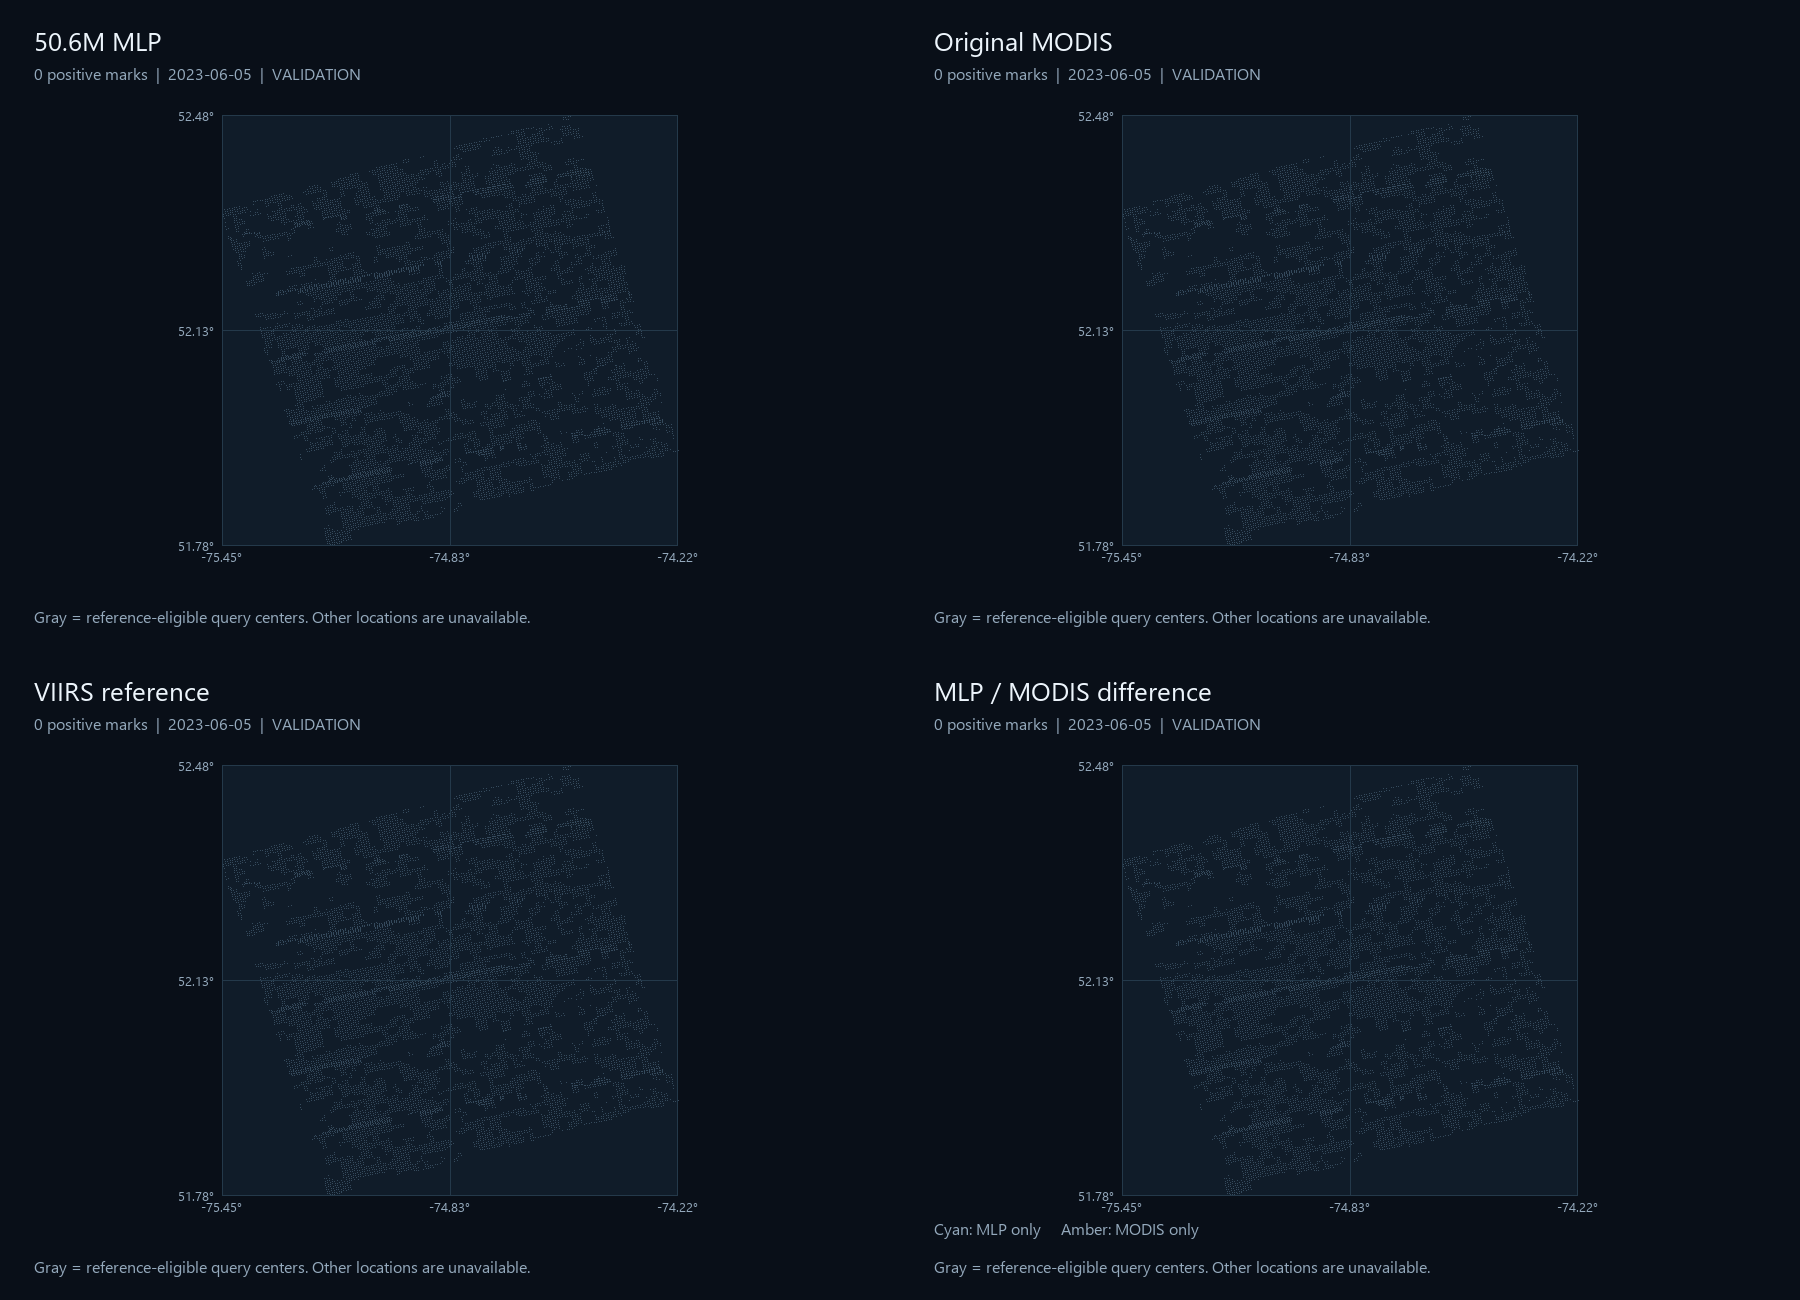 50.6M MLP
0 positive marks | 2023-06-05 | VALIDATION
52.48°
52.13°
51.78°
-75.45°
-74.83°
-74.22°
Gray = reference-eligible query centers. Other locations are unavailable.
Original MODIS
0 positive marks | 2023-06-05 | VALIDATION
52.48°
52.13°
51.78°
-75.45°
-74.83°
-74.22°
Gray = reference-eligible query centers. Other locations are unavailable.
VIIRS reference
0 positive marks | 2023-06-05 | VALIDATION
52.48°
52.13°
51.78°
-75.45°
-74.83°
-74.22°
Gray = reference-eligible query centers. Other locations are unavailable.
MLP / MODIS difference
0 positive marks | 2023-06-05 | VALIDATION
52.48°
52.13°
51.78°
-75.45°
-74.83°
-74.22°
Cyan: MLP only Amber: MODIS only
Gray = reference-eligible query centers. Other locations are unavailable.